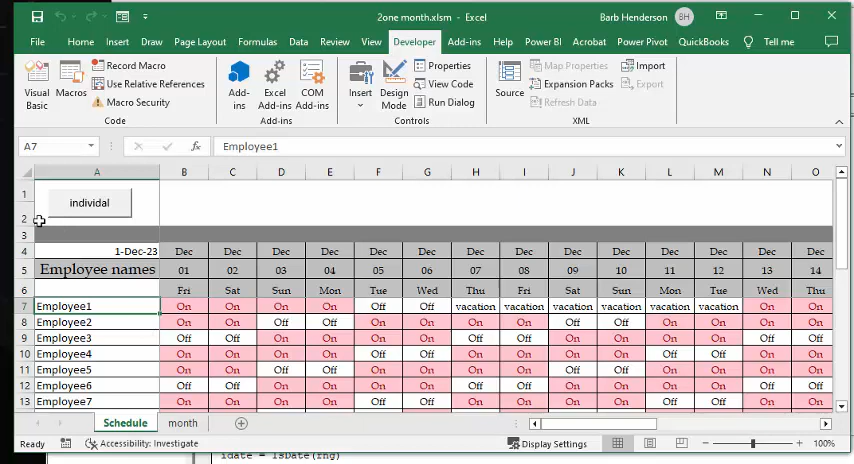 2one month.xlsm - Excel
Barb Henderson BH
File Home Insert Draw Page Layout Formulas Data Review View Developer Add-ins Help Power BI Acrobat Power Pivot QuickBooks Tell me
Visual Basic
Macros
Record Macro
Use Relative References
Macro Security
Code
Add-ins
Excel Add-ins
COM Add-ins
Add-ins
Insert
Design Mode
Properties
View Code
Run Dialog
Controls
Source
Map Properties
Expansion Packs
Refresh Data
Import
Export
XML
A7 fx Employee1
A B C D E F G H I J K L M N O
1 individal
2
3
4 1-Dec-23 Dec Dec Dec Dec Dec Dec Dec Dec Dec Dec Dec Dec Dec Dec
5 Employee names 01 02 03 04 05 06 07 08 09 10 11 12 13 14
6 Fri Sat Sun Mon Tue Wed Thu Fri Sat Sun Mon Tue Wed Thu
7 Employee1 On On On On Off Off vacation vacation vacation vacation vacation vacation On On
8 Employee2 On On Off Off On On On On Off Off On On On On
9 Employee3 Off Off On On On On Off Off On On On On Off Off
10 Employee4 On On On On Off Off On On On On Off Off On On
11 Employee5 On On Off Off On On On On Off Off On On On On
12 Employee6 Off Off On On On On Off Off On On On On Off Off
13 Employee7 On On On On Off Off On On On On Off Off On On
Schedule month
Ready Accessibility: Investigate Display Settings 100%
idate = IsDate(rng)